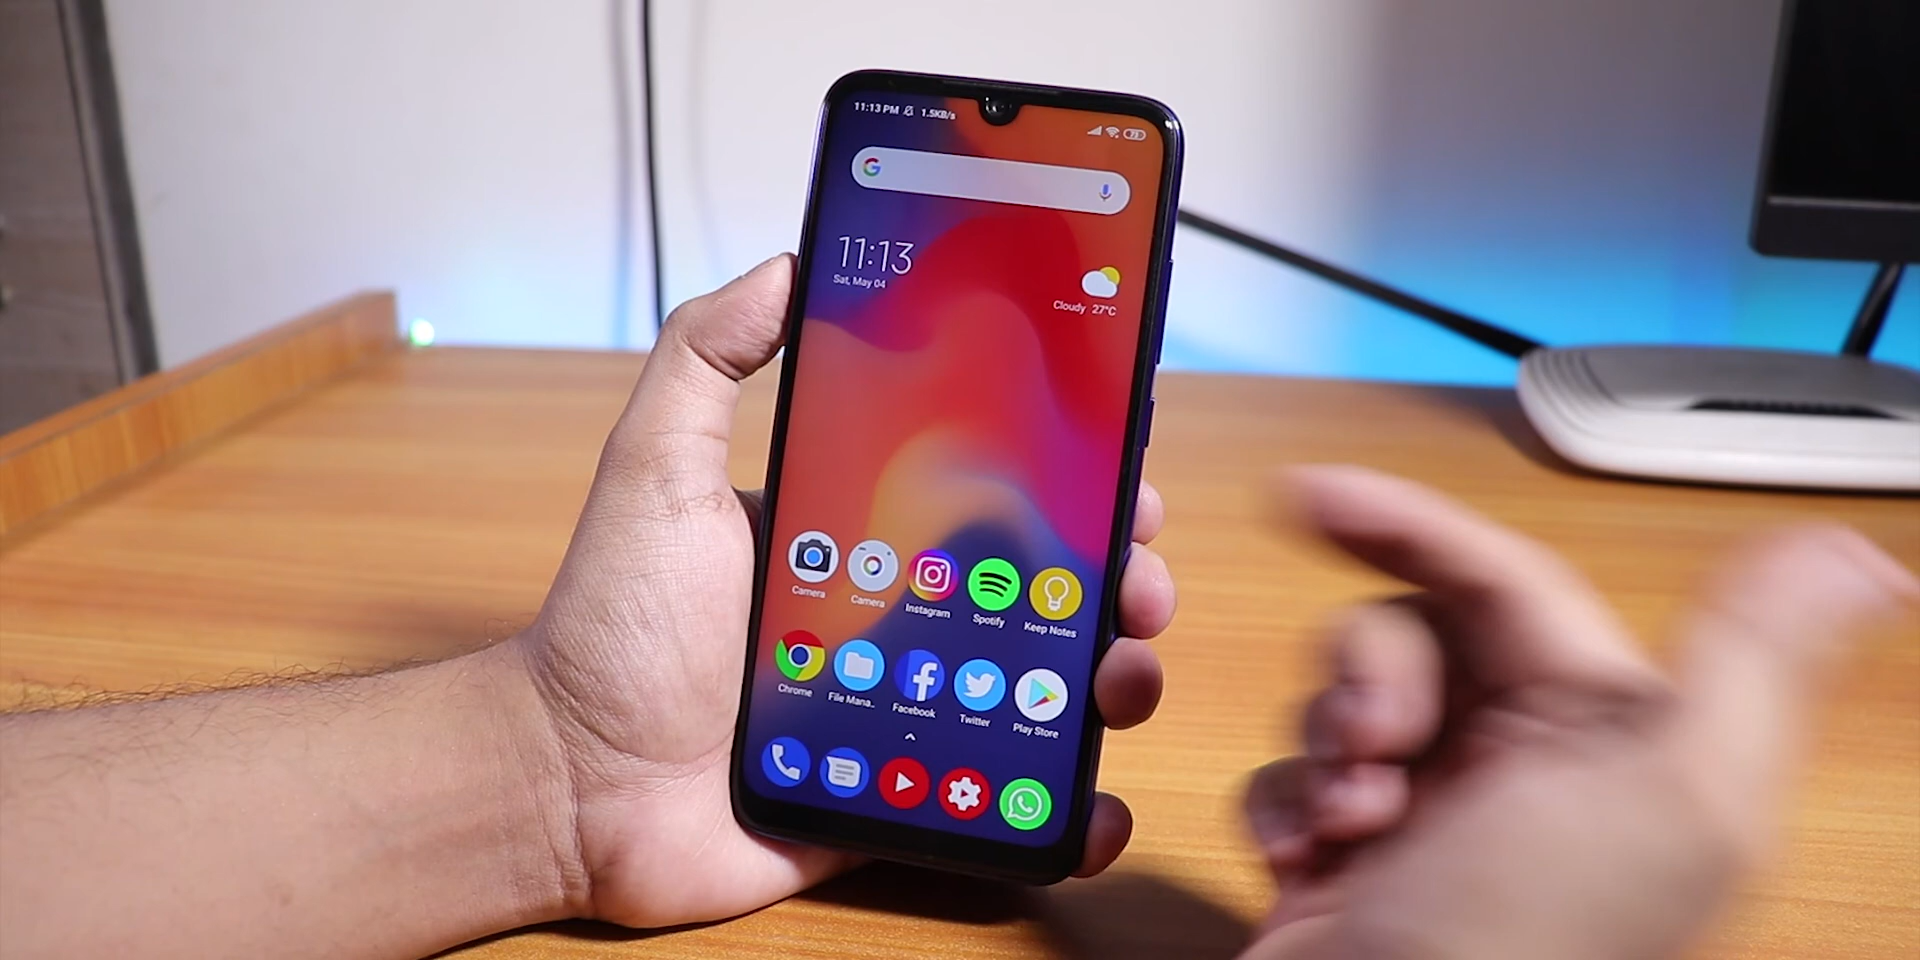 11:13 PM 1.5KB/s
11:13
Sat, May 04
Cloudy 27°C
Camera Camera Instagram Spotify Keep Notes
Chrome File Mana.. Facebook Twitter Play Store